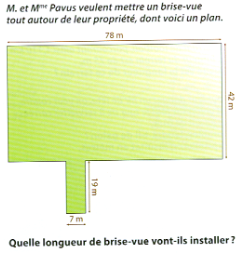 M. et Mme Pavus veulent mettre un brise-vue
tout autour de leur propriété, dont voici un plan.
78 m
42 m
19 m
7 m
Quelle longueur de brise-vue vont-ils installer ?